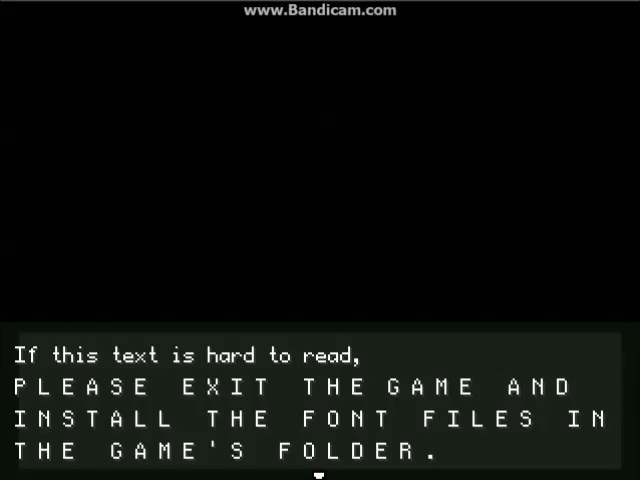 www.Bandicam.com
If this text is hard to read,
PLEASE EXIT THE GAME AND
INSTALL THE FONT FILES IN
THE GAME'S FOLDER.